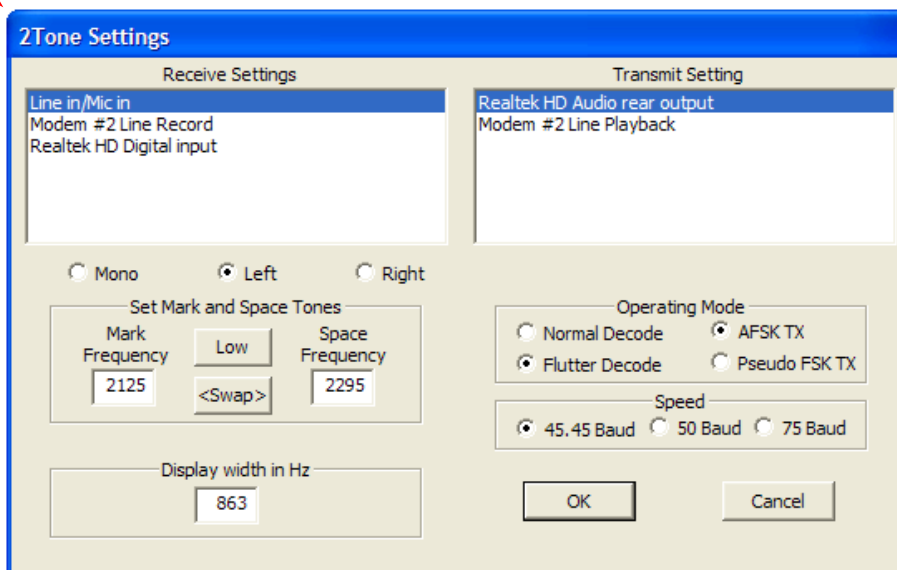 2Tone Settings
Receive Settings
Line in/Mic in
Modem #2 Line Record
Realtek HD Digital input
Transmit Setting
Realtek HD Audio rear output
Modem #2 Line Playback
Mono Left Right
Set Mark and Space Tones
Mark Frequency
2125
Low
<Swap>
Space Frequency
2295
Operating Mode
Normal Decode AFSK TX
Flutter Decode Pseudo FSK TX
Speed
45.45 Baud 50 Baud 75 Baud
Display width in Hz
863
OK Cancel